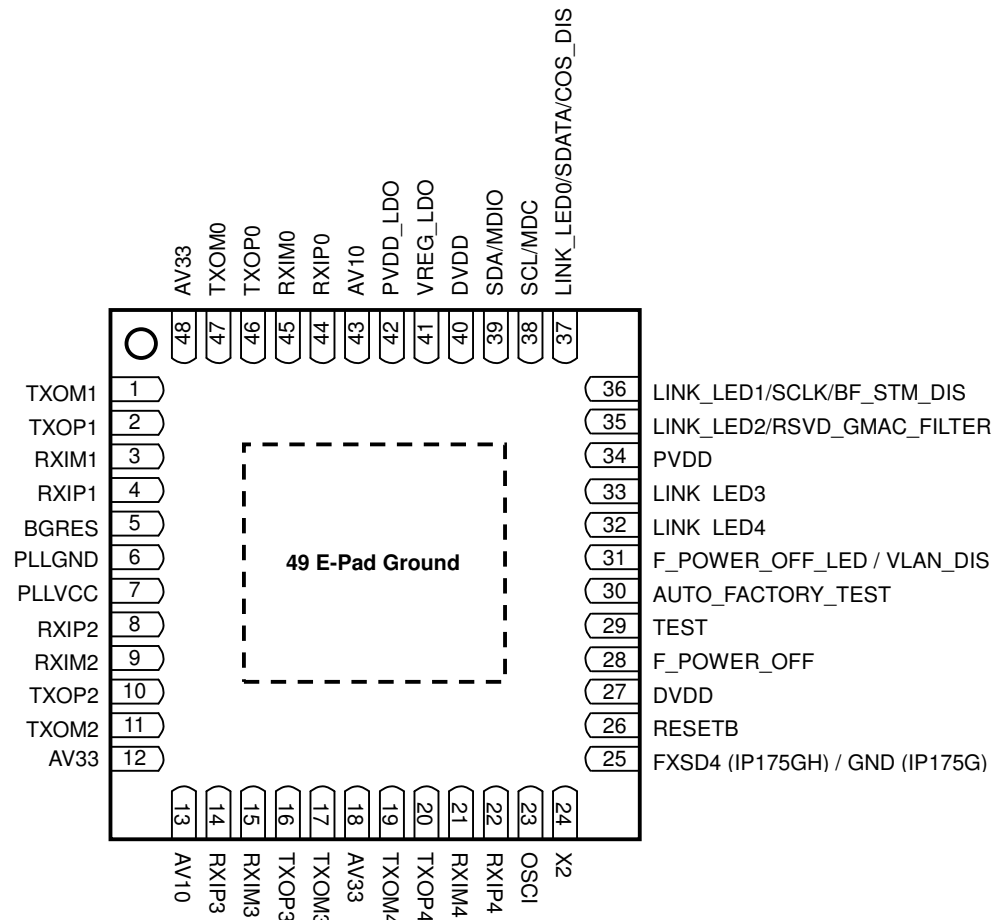 LINK_LED0/SDATA/COS_DIS
SCL/MDC
SDA/MDIO
DVDD
VREG_LDO
PVDD_LDO
AV10
RXIP0
RXIM0
TXOP0
TXOM0
AV33
48
47
46
45
44
43
42
41
40
39
38
37
TXOM1 1
TXOP1 2
RXIM1 3
RXIP1 4
BGRES 5
PLLGND 6
PLLVCC 7
RXIP2 8
RXIM2 9
TXOP2 10
TXOM2 11
AV33 12
49 E-Pad Ground
36 LINK_LED1/SCLK/BF_STM_DIS
35 LINK_LED2/RSVD_GMAC_FILTER
34 PVDD
33 LINK LED3
32 LINK LED4
31 F_POWER_OFF_LED / VLAN_DIS
30 AUTO_FACTORY_TEST
29 TEST
28 F_POWER_OFF
27 DVDD
26 RESETB
25 FXSD4 (IP175GH) / GND (IP175G)
13
14
15
16
17
18
19
20
21
22
23
24
AV10
RXIP3
RXIM3
TXOP3
TXOM3
AV33
TXOM4
TXOP4
RXIM4
RXIP4
OSCI
X2